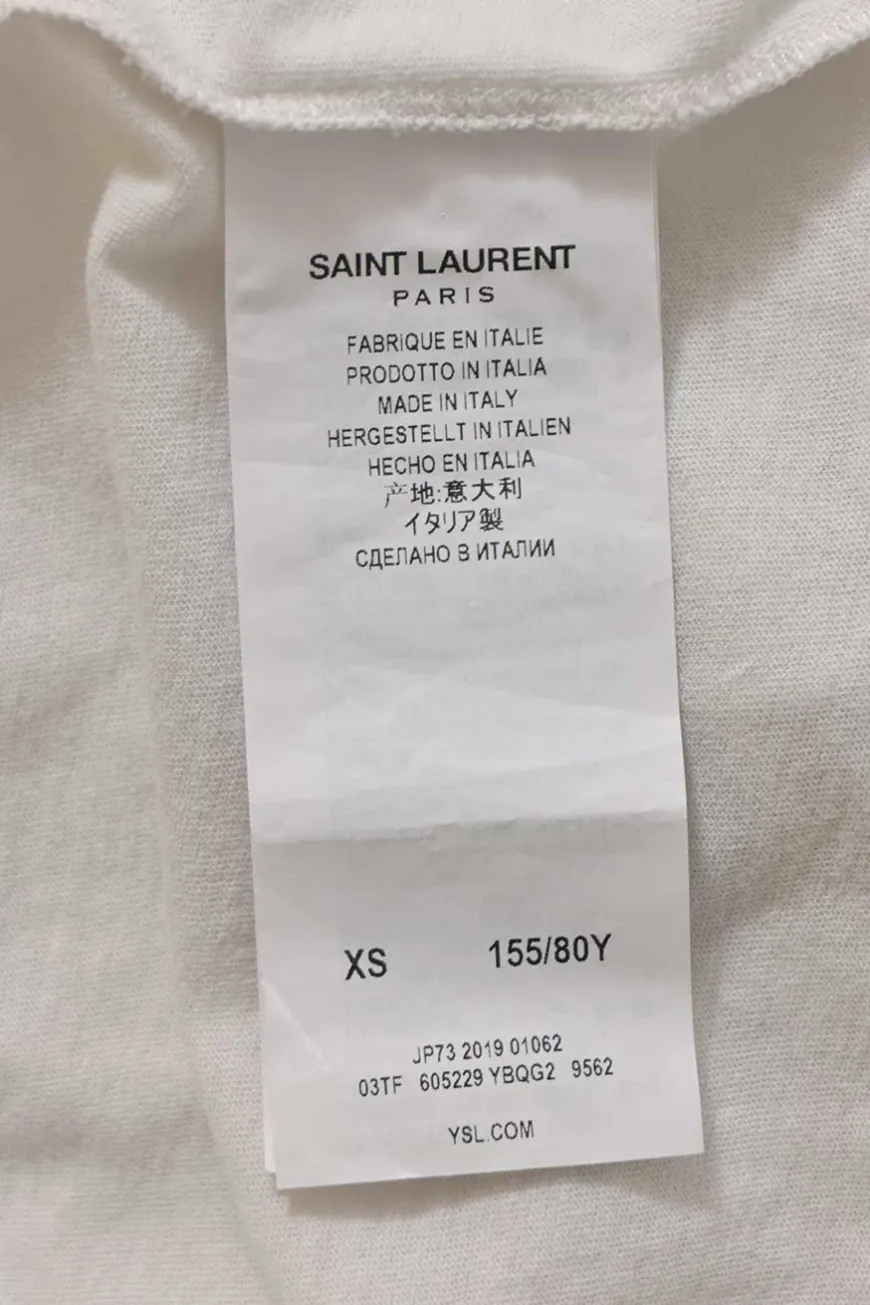 SAINT LAURENT
PARIS
FABRIQUE EN ITALIE
PRODOTTO IN ITALIA
MADE IN ITALY
HERGESTELLT IN ITALIEN
HECHO EN ITALIA
产地:意大利
イタリア製
СДЕЛАНО В ИТАЛИИ
XS 155/80Y
JP73 2019 01062
03TF 605229 YBQG2 9562
YSL.COM